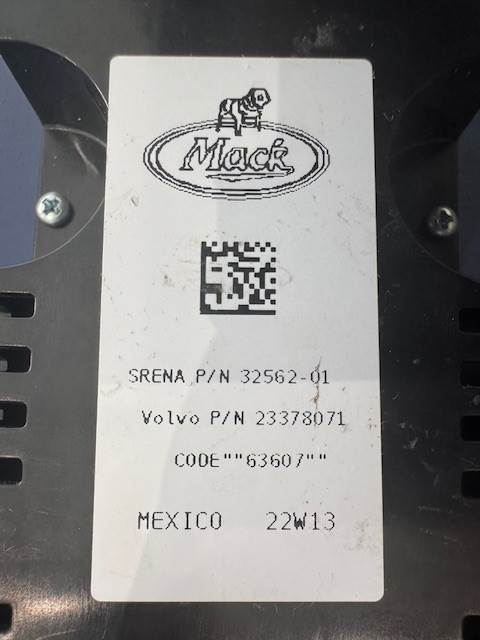 Mack
SRENA P/N 32562-01
Volvo P/N 23378071
CODE""63607""
MEXICO 22W13